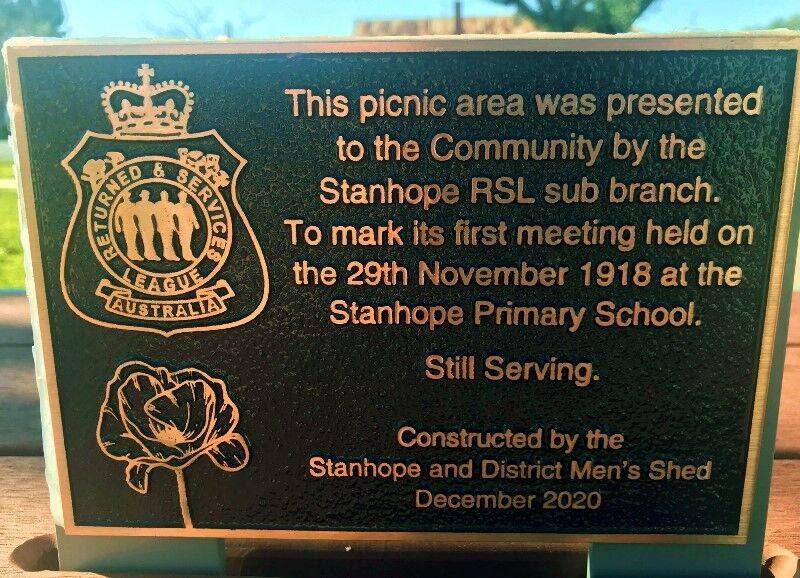 RETURNED & SERVICES
LEAGUE
AUSTRALIA
This picnic area was presented
to the Community by the
Stanhope RSL sub branch.
To mark its first meeting held on
the 29th November 1918 at the
Stanhope Primary School.
Still Serving.
Constructed by the
Stanhope and District Men's Shed
December 2020